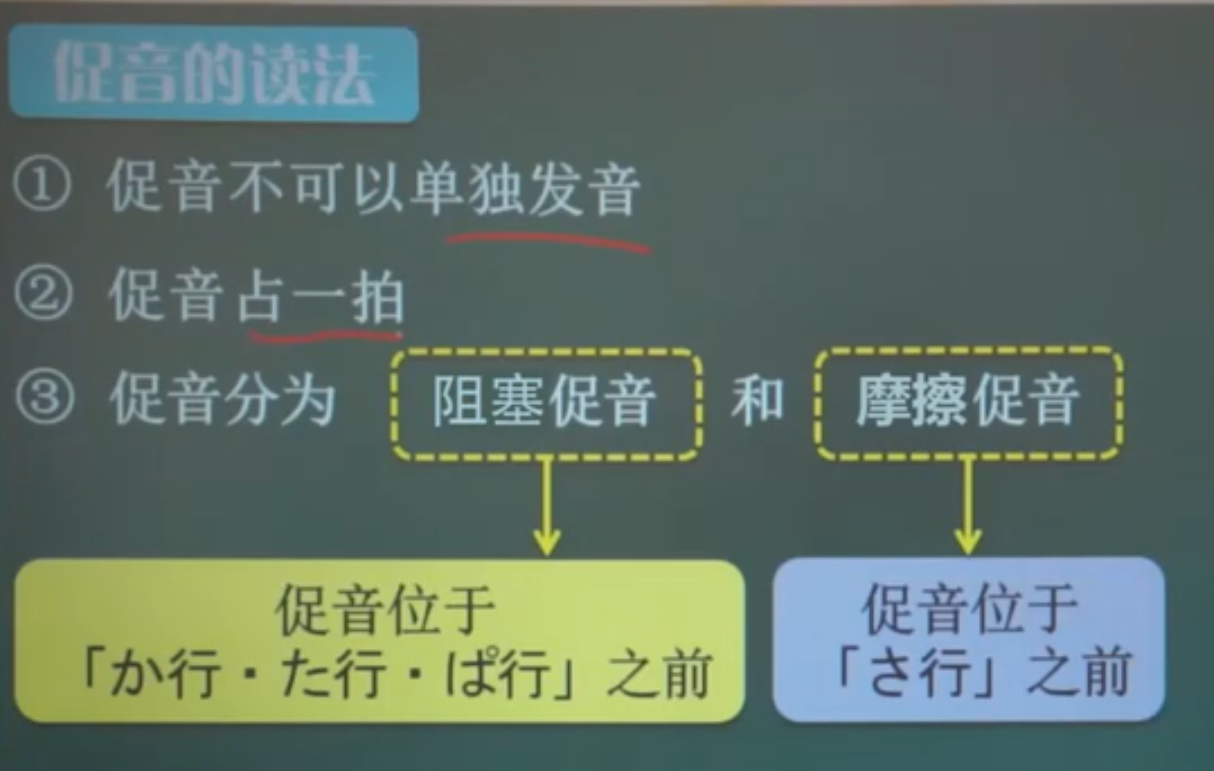 促音的读法
① 促音不可以单独发音
② 促音占一拍
③ 促音分为 阻塞促音 和 摩擦促音
促音位于
「か行・た行・ぱ行」之前
促音位于
「さ行」之前